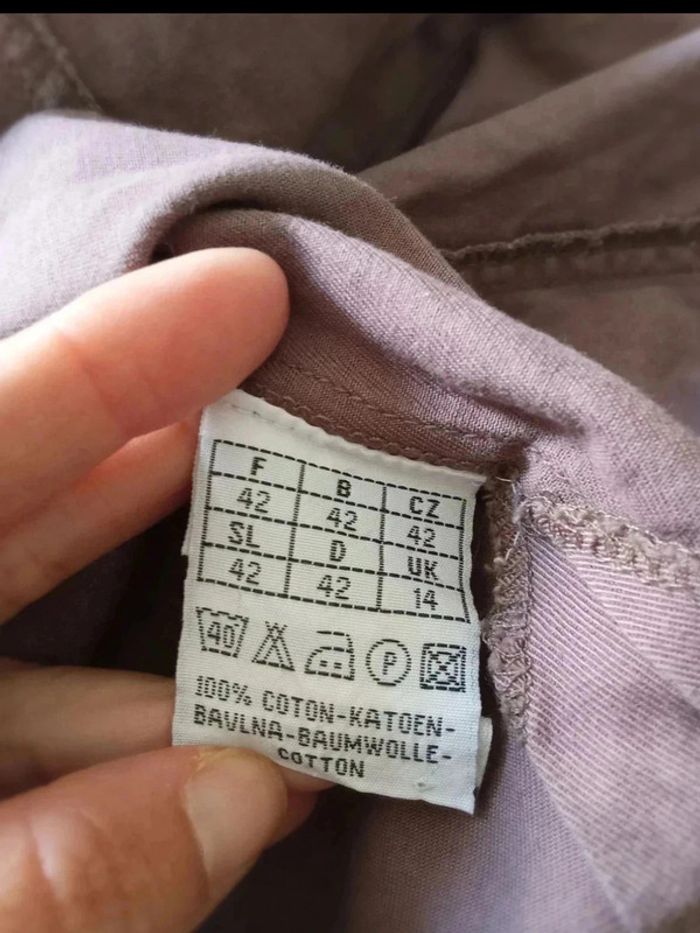 F B CZ
42 42 42
SL D UK
42 42 14
40 P
100% COTON-KATOEN-
BAVLNA-BAUMWOLLE-
COTTON